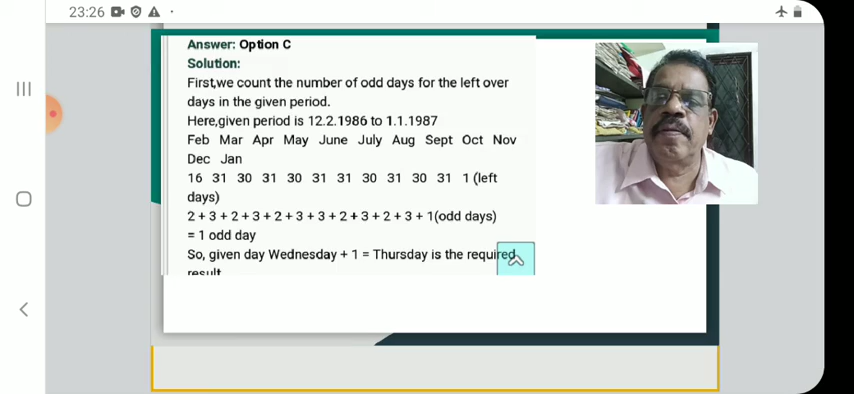 23:26
Answer: Option C
Solution:
First,we count the number of odd days for the left over
days in the given period.
Here,given period is 12.2.1986 to 1.1.1987
Feb Mar Apr May June July Aug Sept Oct Nov
Dec Jan
16 31 30 31 30 31 31 30 31 30 31 1 (left
days)
2 + 3 + 2 + 3 + 2 + 3 + 3 + 2 + 3 + 2 + 3 + 1(odd days)
= 1 odd day
So, given day Wednesday + 1 = Thursday is the required
result